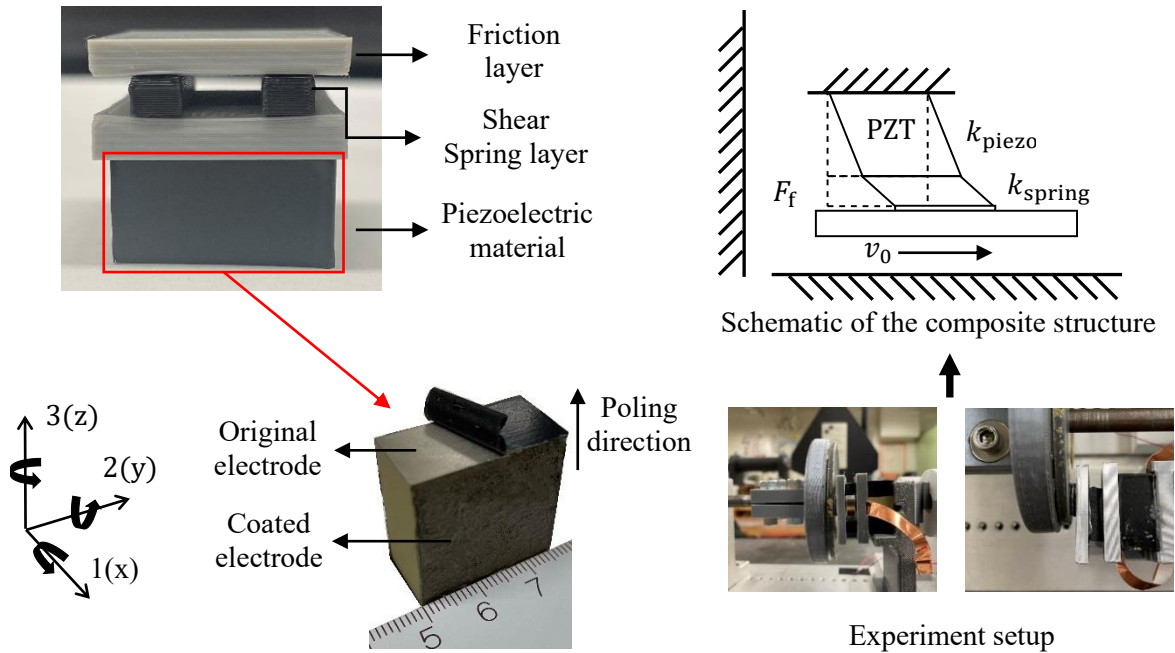 Friction
layer
Shear
Spring layer
Piezoelectric
material
PZT
k_piezo
F_f
k_spring
v_0
Schematic of the composite structure
3(z)
2(y)
1(x)
Original
electrode
Coated
electrode
Poling
direction
5 6 7
Experiment setup